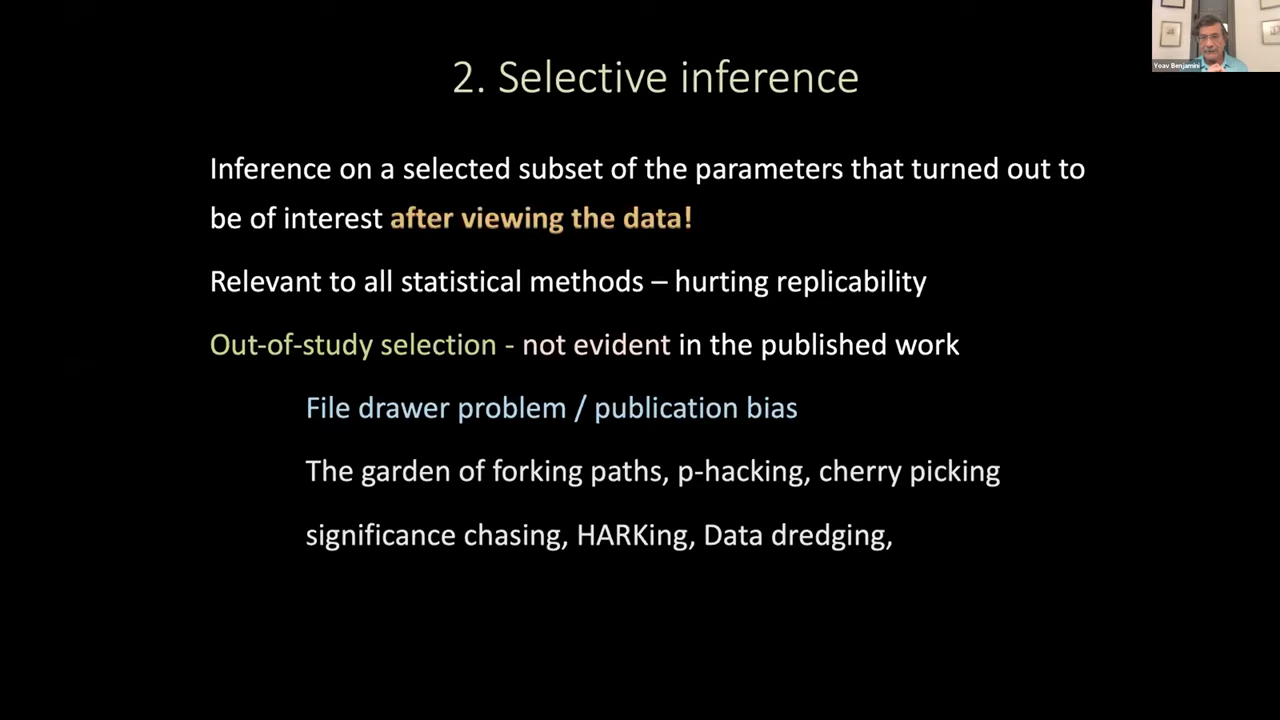 2. Selective inference
Yoav Benjamini
Inference on a selected subset of the parameters that turned out to
be of interest after viewing the data!
Relevant to all statistical methods – hurting replicability
Out-of-study selection - not evident in the published work
File drawer problem / publication bias
The garden of forking paths, p-hacking, cherry picking
significance chasing, HARKing, Data dredging,